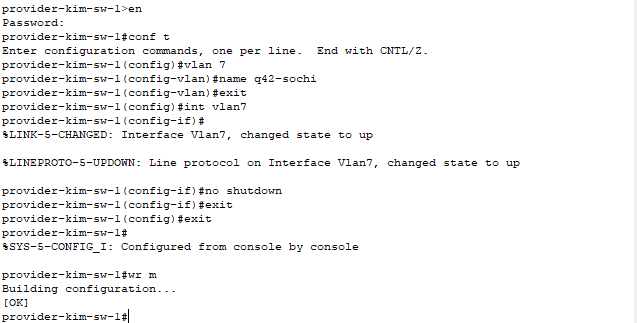 provider-kim-sw-1>en
Password:
provider-kim-sw-1#conf t
Enter configuration commands, one per line.  End with CNTL/Z.
provider-kim-sw-1(config)#vlan 7
provider-kim-sw-1(config-vlan)#name q42-sochi
provider-kim-sw-1(config-vlan)#exit
provider-kim-sw-1(config)#int vlan7
provider-kim-sw-1(config-if)#
%LINK-5-CHANGED: Interface Vlan7, changed state to up
%LINEPROTO-5-UPDOWN: Line protocol on Interface Vlan7, changed state to up
provider-kim-sw-1(config-if)#no shutdown
provider-kim-sw-1(config-if)#exit
provider-kim-sw-1(config)#exit
provider-kim-sw-1#
%SYS-5-CONFIG_I: Configured from console by console
provider-kim-sw-1#wr m
Building configuration...
[OK]
provider-kim-sw-1#